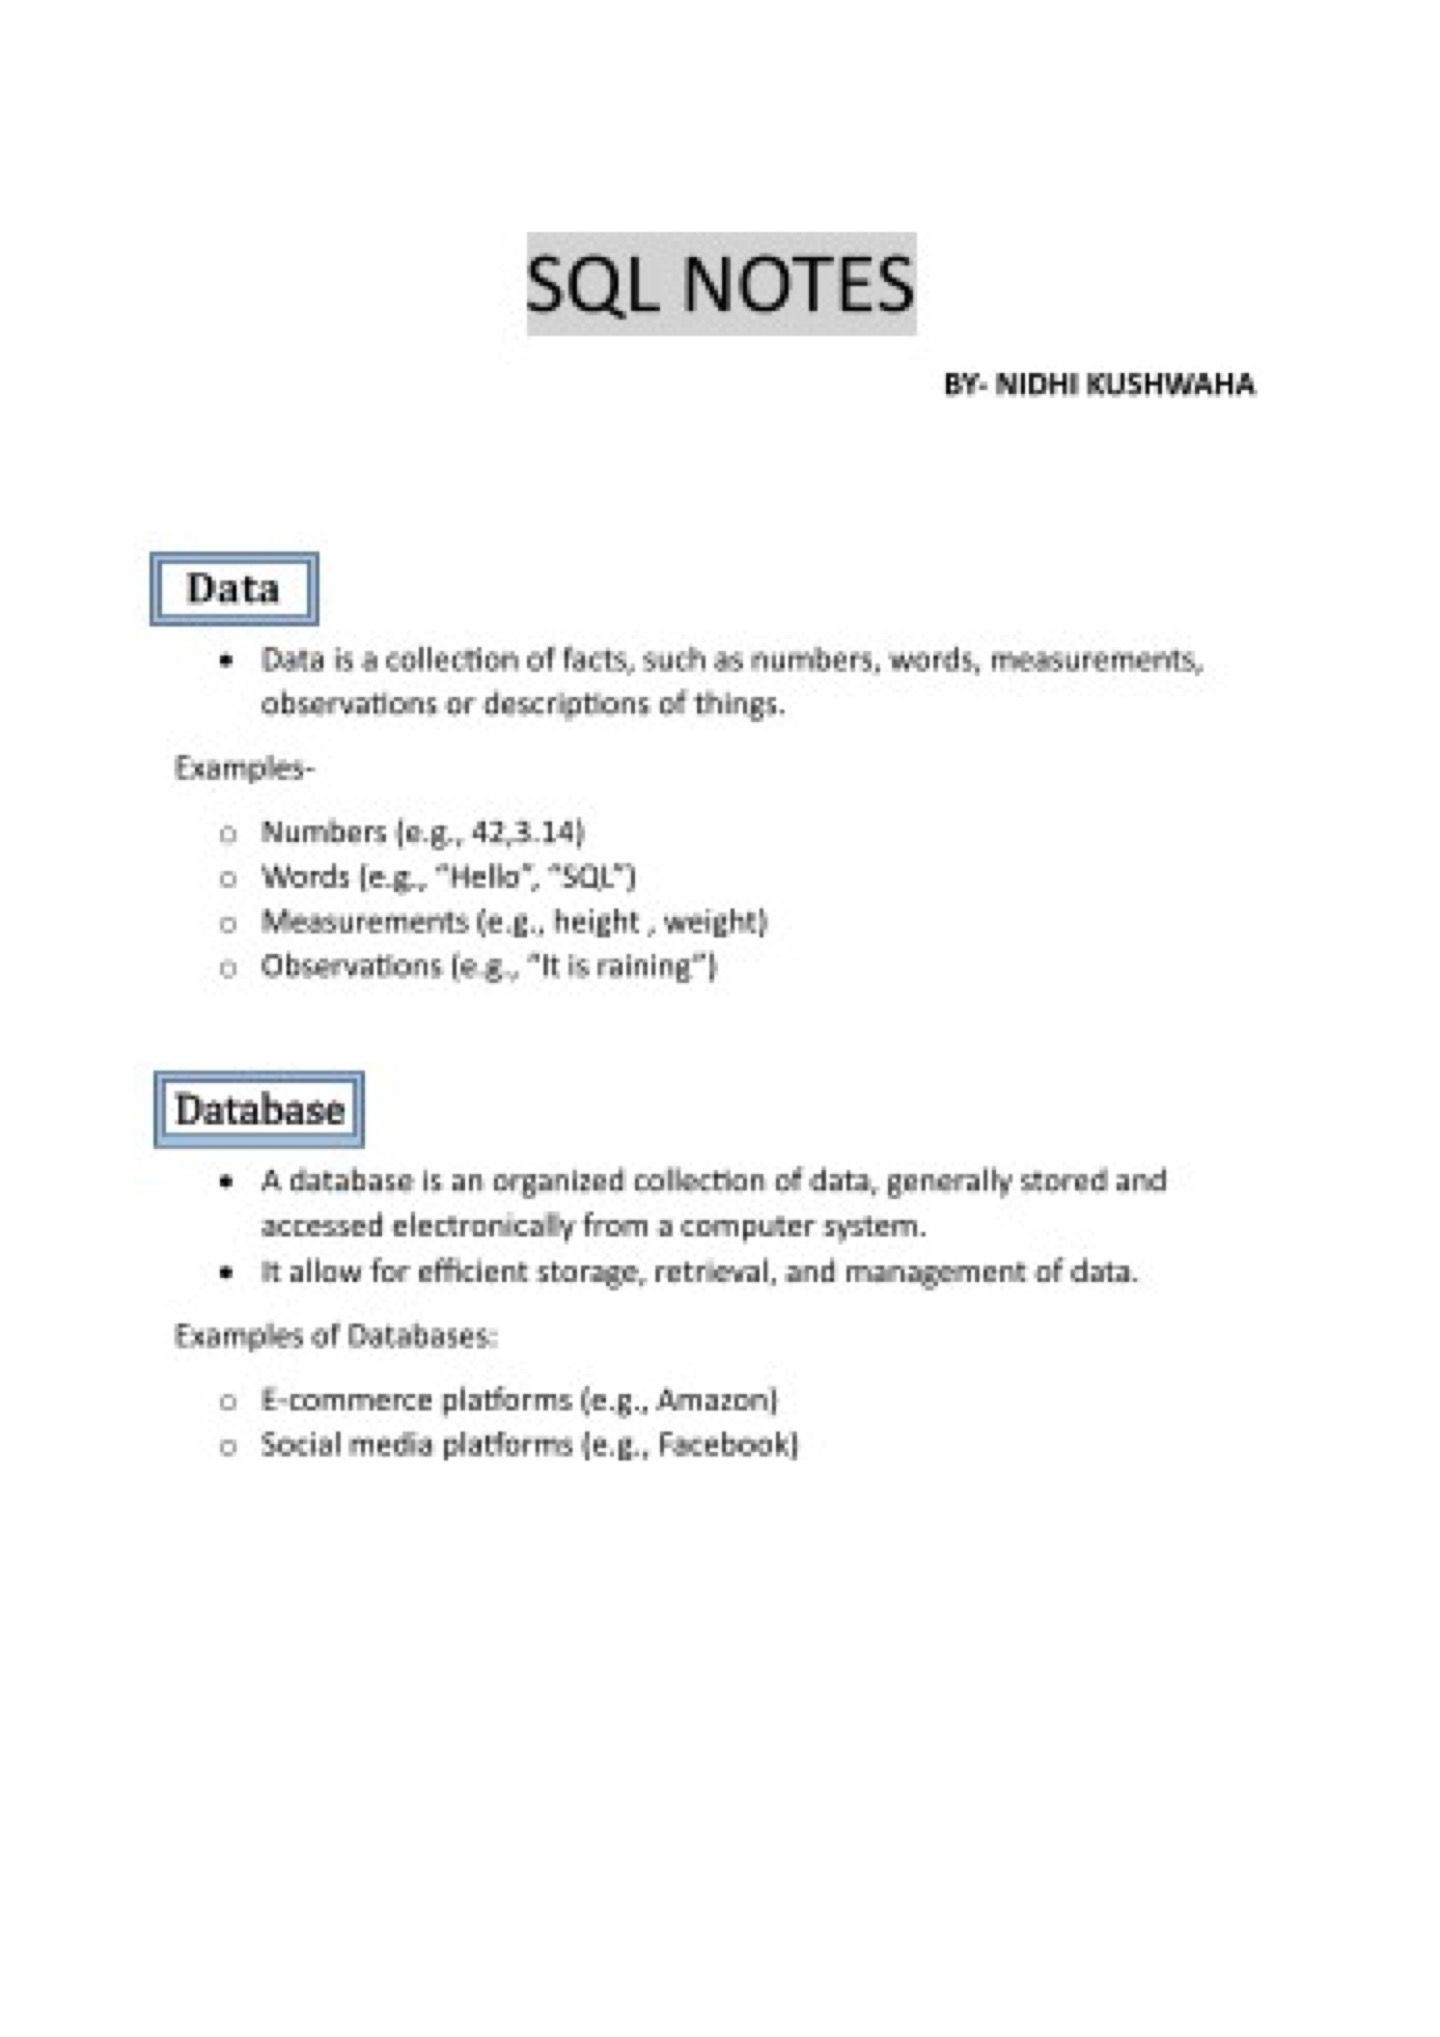 SQL NOTES
BY- NIDHI KUSHWAHA
Data
• Data is a collection of facts, such as numbers, words, measurements,
observations or descriptions of things.
Examples-
o Numbers (e.g., 42,3.14)
o Words (e.g., “Hello”, “SQL”)
o Measurements (e.g., height , weight)
o Observations (e.g., “It is raining”)
Database
• A database is an organized collection of data, generally stored and
accessed electronically from a computer system.
• It allow for efficient storage, retrieval, and management of data.
Examples of Databases:
o E-commerce platforms (e.g., Amazon)
o Social media platforms (e.g., Facebook)